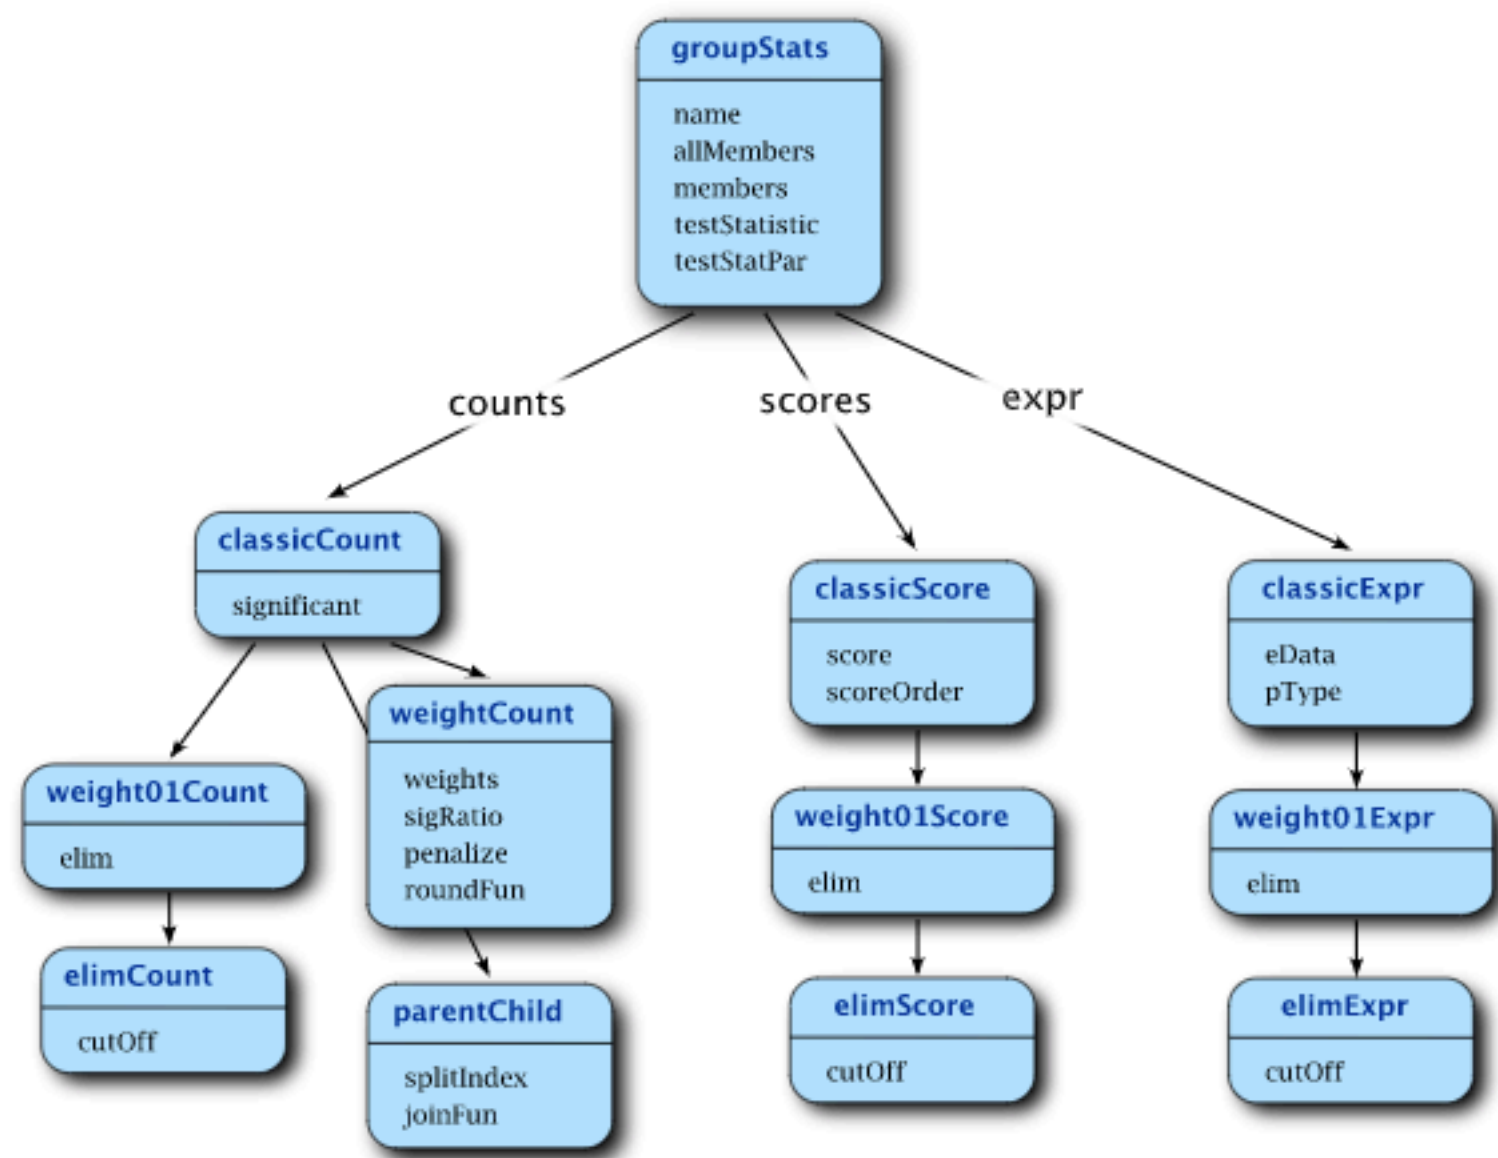 groupStats
name
allMembers
members
testStatistic
testStatPar
counts
scores
expr
classicCount
significant
classicScore
score
scoreOrder
classicExpr
eData
pType
weightCount
weights
sigRatio
penalize
roundFun
weight01Count
elim
weight01Score
elim
weight01Expr
elim
elimCount
cutOff
parentChild
splitIndex
joinFun
elimScore
cutOff
elimExpr
cutOff